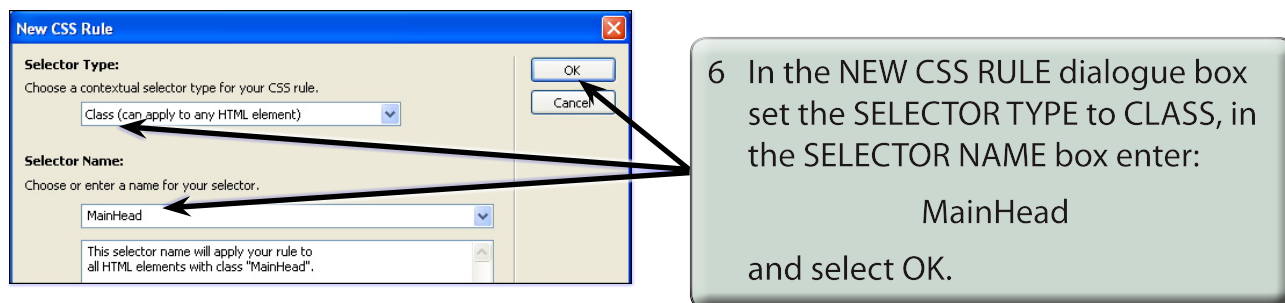 New CSS Rule
Selector Type:
Choose a contextual selector type for your CSS rule.
Class (can apply to any HTML element)
Selector Name:
Choose or enter a name for your selector.
MainHead
This selector name will apply your rule to
all HTML elements with class "MainHead".
OK
Cancel
6 In the NEW CSS RULE dialogue box
set the SELECTOR TYPE to CLASS, in
the SELECTOR NAME box enter:
MainHead
and select OK.